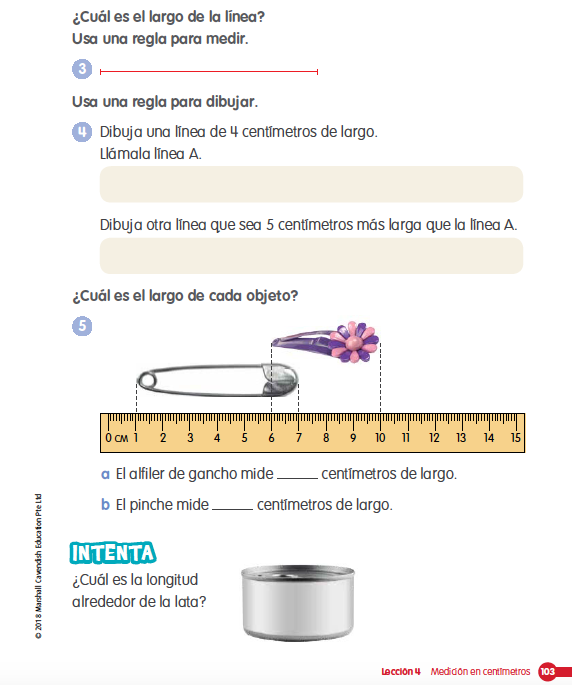 ¿Cuál es el largo de la línea?
Usa una regla para medir.
3
Usa una regla para dibujar.
4 Dibuja una línea de 4 centímetros de largo.
Llámala línea A.
Dibuja otra línea que sea 5 centímetros más larga que la línea A.
¿Cuál es el largo de cada objeto?
5
0 CM 1 2 3 4 5 6 7 8 9 10 11 12 13 14 15
a El alfiler de gancho mide _____ centímetros de largo.
b El pinche mide _____ centímetros de largo.
INTENTA
¿Cuál es la longitud
alrededor de la lata?
© 2018 Marshall Cavendish Education Pte Ltd
Lección 4 Medición en centímetros 103